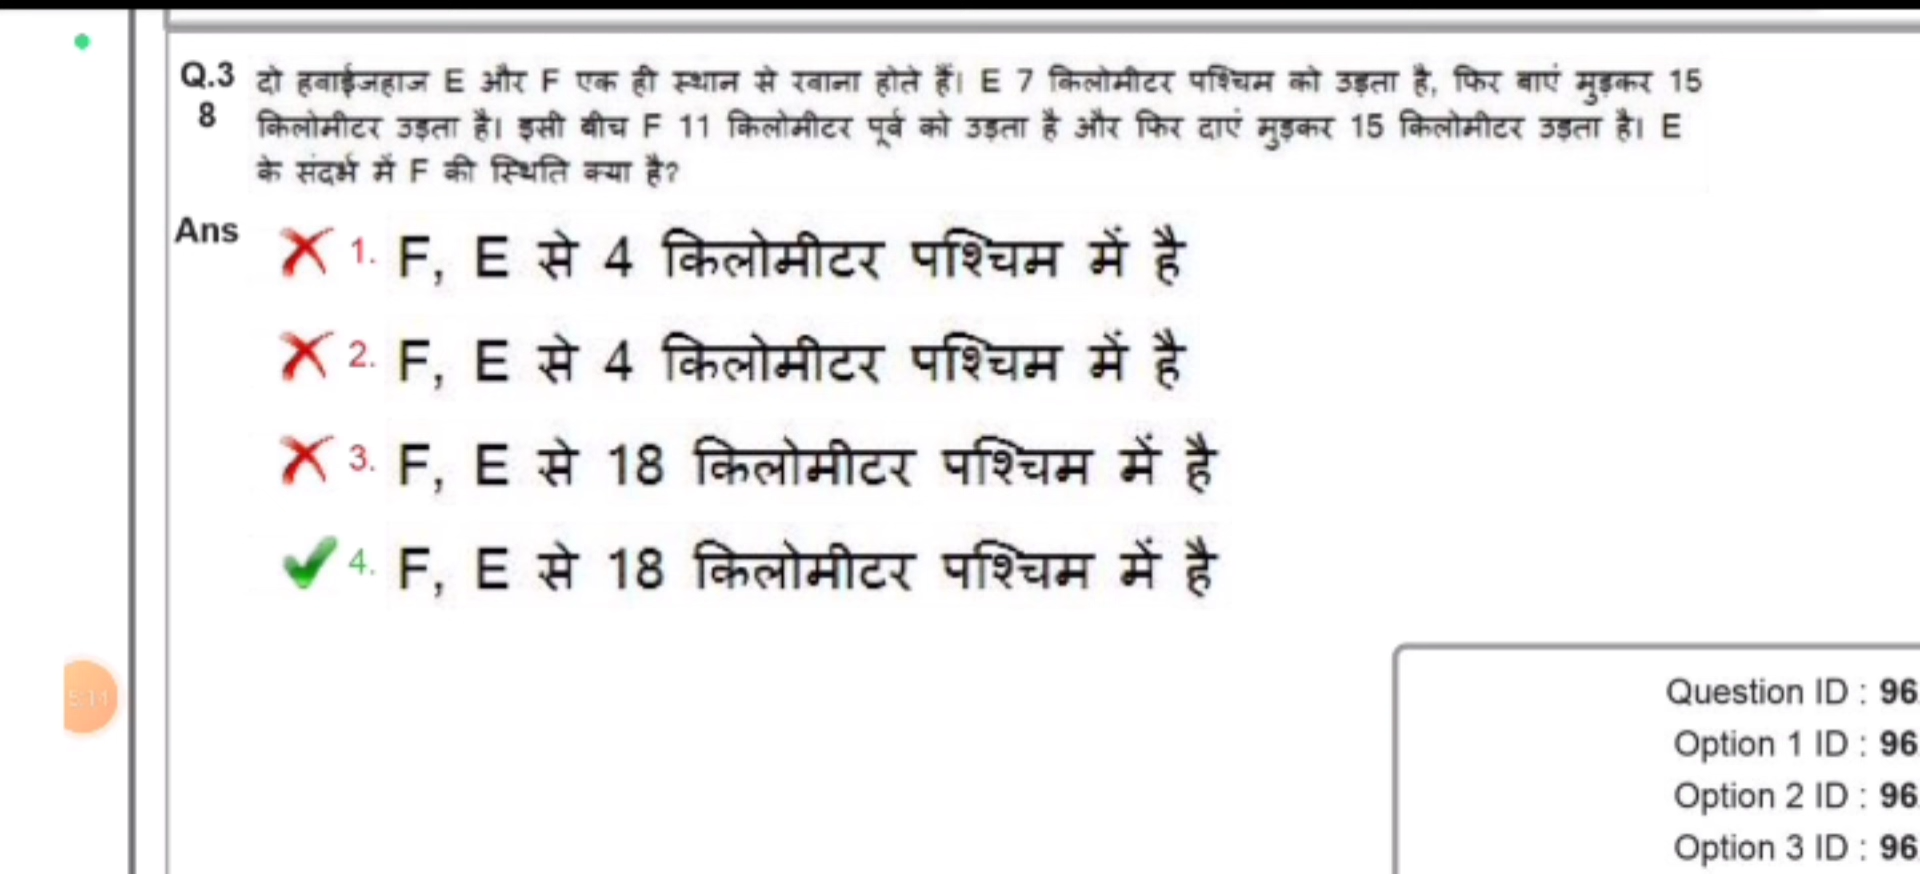 Q.3 दो हवाईजहाज E और F एक ही स्थान से रवाना होते हैं। E 7 किलोमीटर पश्चिम को उड़ता है, फिर बाएं मुड़कर 15
8 किलोमीटर उड़ता है। इसी बीच F 11 किलोमीटर पूर्व को उड़ता है और फिर दाएं मुड़कर 15 किलोमीटर उड़ता है। E
के संदर्भ में F की स्थिति क्या है?
Ans
1. F, E से 4 किलोमीटर पश्चिम में है
2. F, E से 4 किलोमीटर पश्चिम में है
3. F, E से 18 किलोमीटर पश्चिम में है
4. F, E से 18 किलोमीटर पश्चिम में है
Question ID : 96
Option 1 ID : 96
Option 2 ID : 96
Option 3 ID : 96